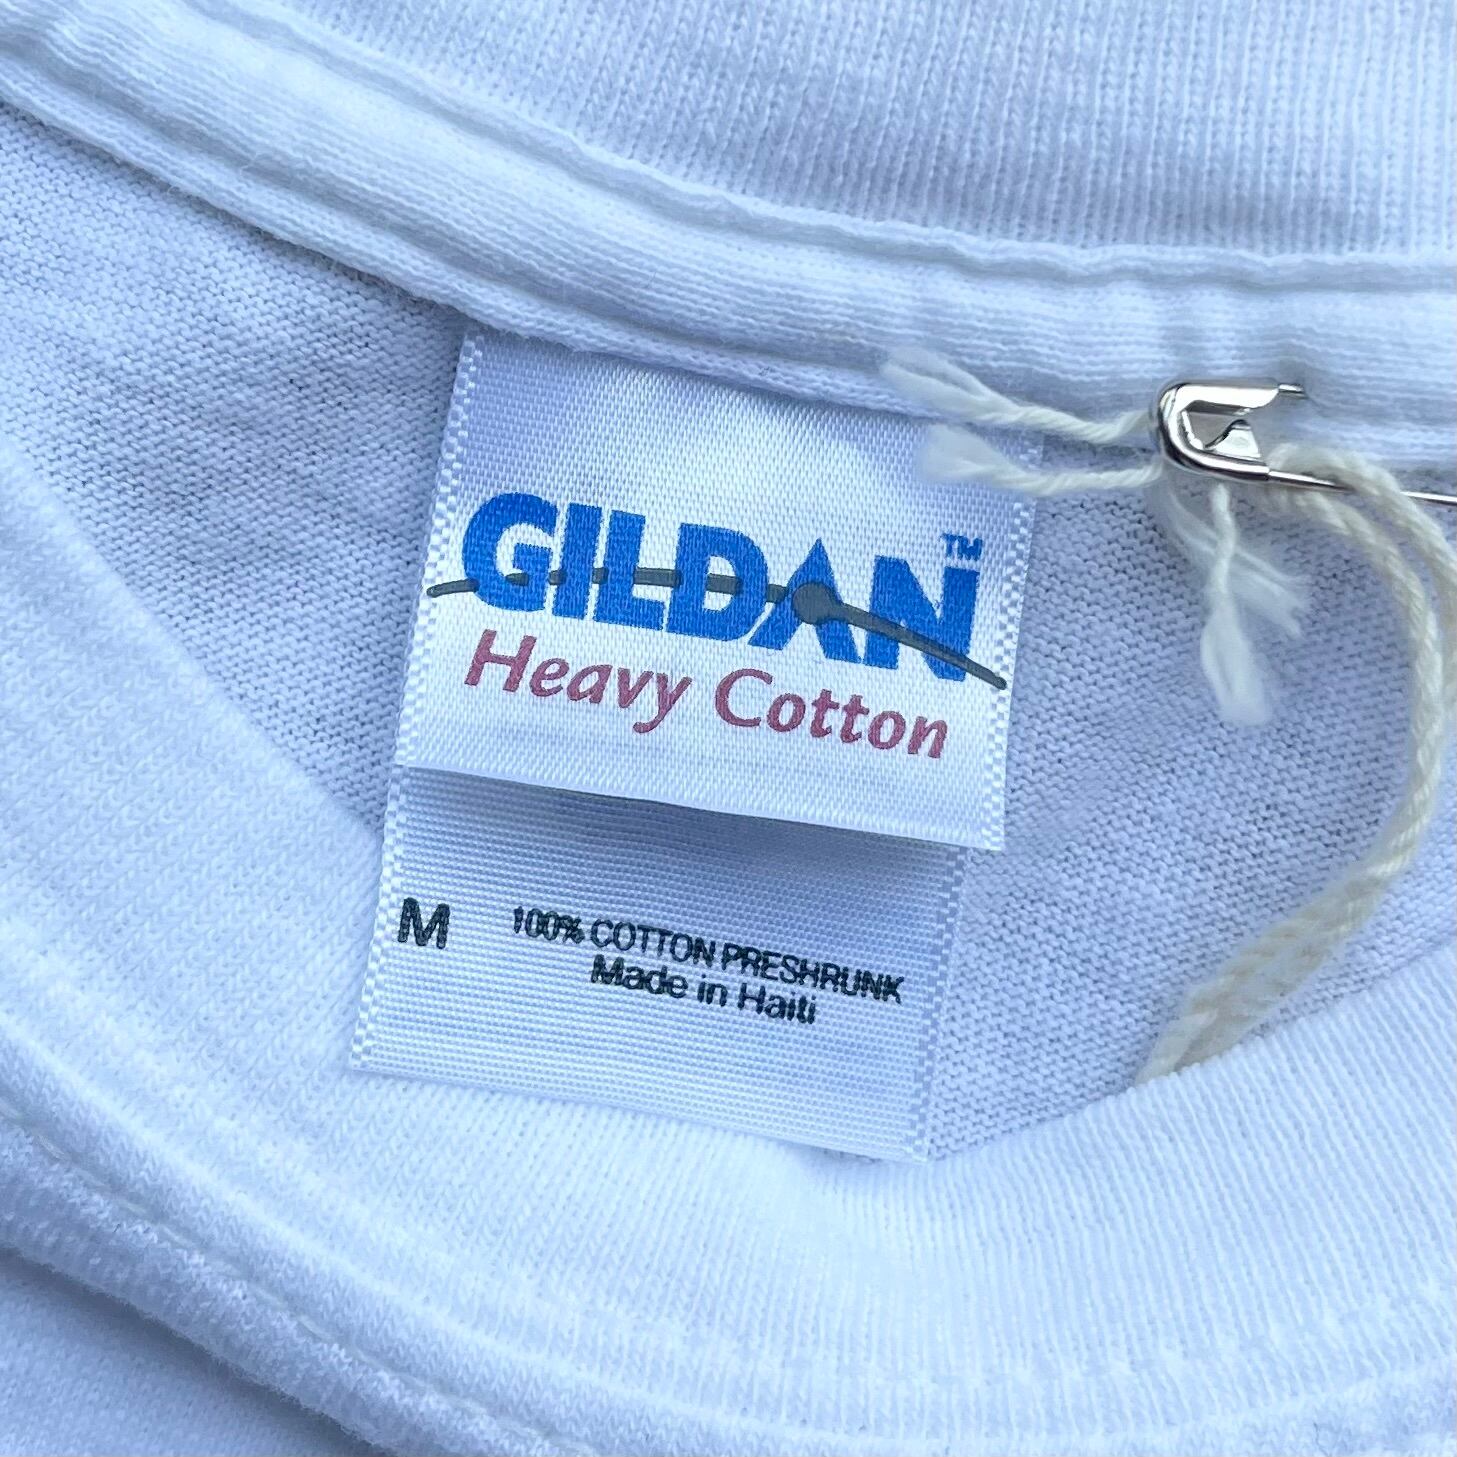 GILDAN™
Heavy Cotton
M 100% COTTON PRESHRUNK
Made in Haiti